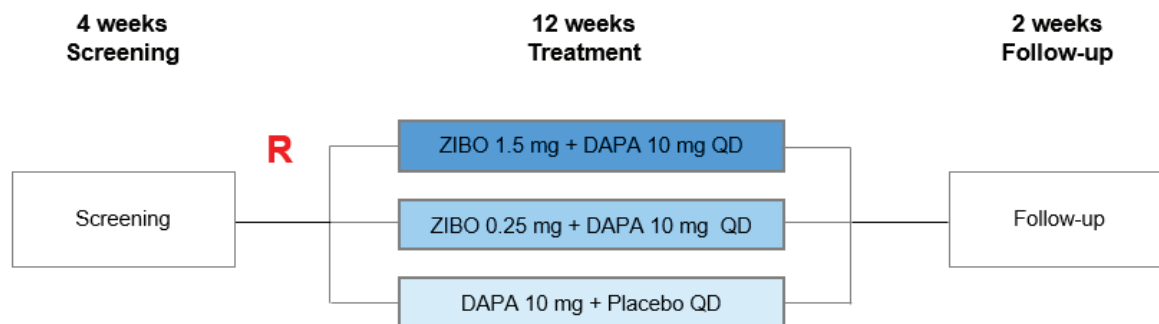 4 weeks
Screening
12 weeks
Treatment
2 weeks
Follow-up
R
Screening
ZIBO 1.5 mg + DAPA 10 mg QD
ZIBO 0.25 mg + DAPA 10 mg  QD
DAPA 10 mg + Placebo QD
Follow-up